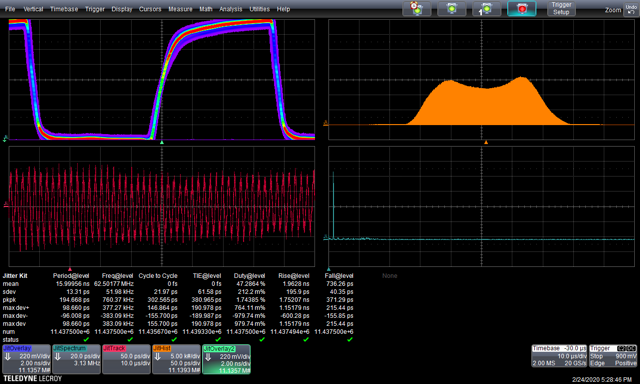 File Vertical Timebase Trigger Display Cursors Measure Math Analysis Utilities Help
Trigger Setup
Zoom
Undo
Jitter Kit Period@level Freq@level Cycle to Cycle TIE@level Duty@level Rise@level Fall@level None
mean 15.99956 ns 62.50177 MHz 0 fs 0 fs 47.2864 % 1.9628 ns 736.26 ps
sdev 13.31 ps 51.98 kHz 21.97 ps 61.58 ps 212.2 m% 195.9 ps 40.35 ps
pkpk 194.668 ps 760.37 kHz 302.565 ps 380.965 ps 1.74385 % 1.75207 ns 371.29 ps
max dev+ 98.660 ps 377.27 kHz 146.864 ps 190.978 ps 764.11 m% 1.15179 ns 215.44 ps
max dev- -96.008 ps -383.09 kHz -155.700 ps -189.987 ps -979.74 m% -600.28 ps -155.85 ps
max dev 98.660 ps 383.09 kHz 155.700 ps 190.978 ps 979.74 m% 1.15179 ns 215.44 ps
num 11.437500e+6 11.437500e+6 11.437500e+6 11.439330e+6 11.437500e+6 11.437494e+6 11.437500e+6
status
JitOverlay JitSpectrum JitTrack JitHist JitOverlay2
220 mV/div 20.0 ps/div 50.0 ps/div 5.00 k#/div 220 mV/div
2.00 ns/div 3.13 MHz 10.0 µs/div 50.0 ps/div 2.00 ns/div
11.1357 M# 11.1393 M# 11.1357 M#
Timebase -30.0 µs
10.0 µs/div
2.00 MS 20 GS/s
Trigger C2 DC
Stop 900 mV
Edge Positive
TELEDYNE LECROY
2/24/2020 5:28:45 PM